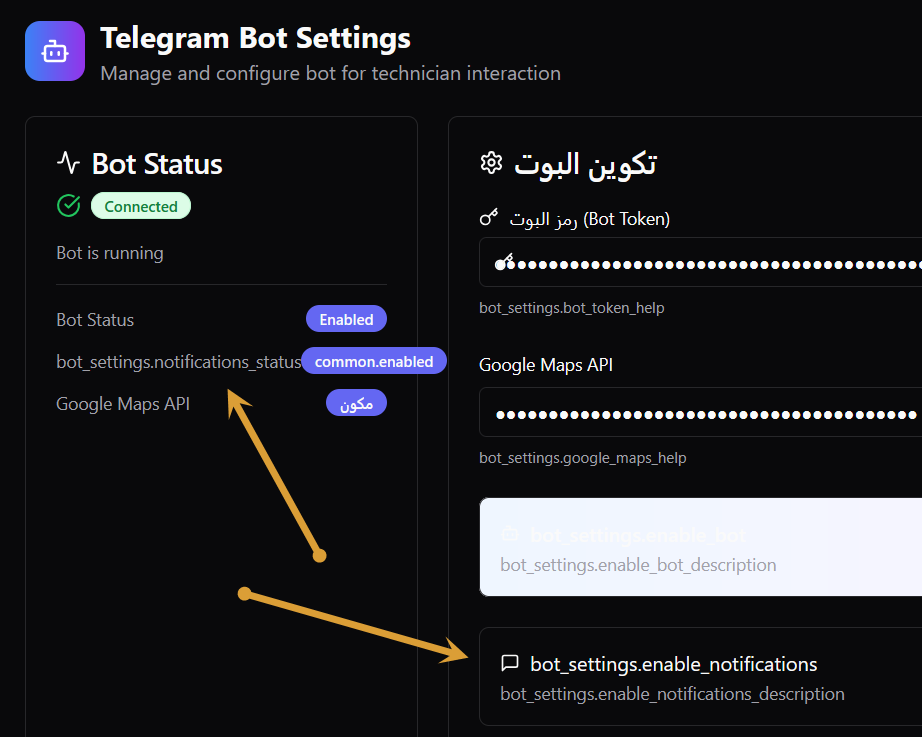 Telegram Bot Settings
Manage and configure bot for technician interaction
Bot Status
Connected
Bot is running
Bot Status
Enabled
bot_settings.notifications_status
common.enabled
Google Maps API
مكون
تكوين البوت
رمز البوت (Bot Token)
bot_settings.bot_token_help
Google Maps API
bot_settings.google_maps_help
bot_settings.enable_bot
bot_settings.enable_bot_description
bot_settings.enable_notifications
bot_settings.enable_notifications_description